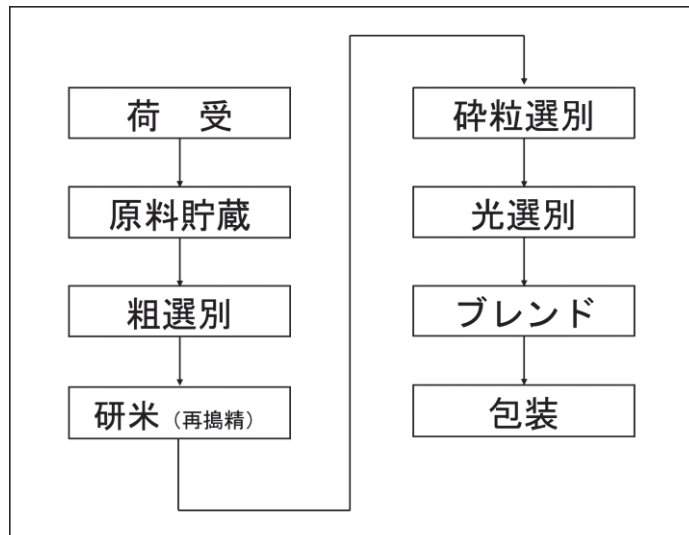 荷　受
原料貯蔵
粗選別
研米（再搗精）
砕粒選別
光選別
ブレンド
包装